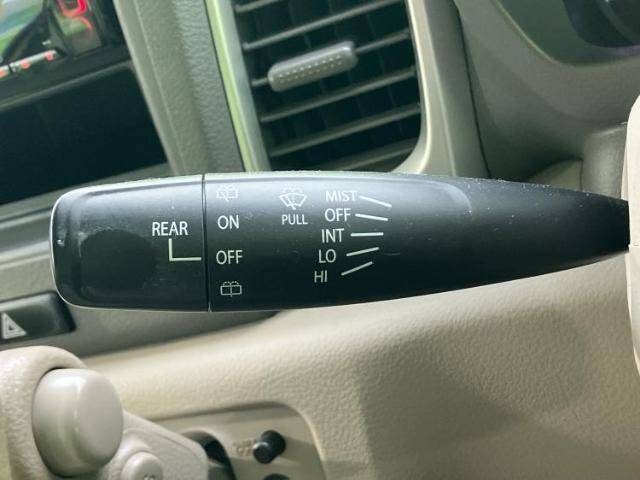 REAR
ON
OFF
PULL
MIST
OFF
INT
LO
HI